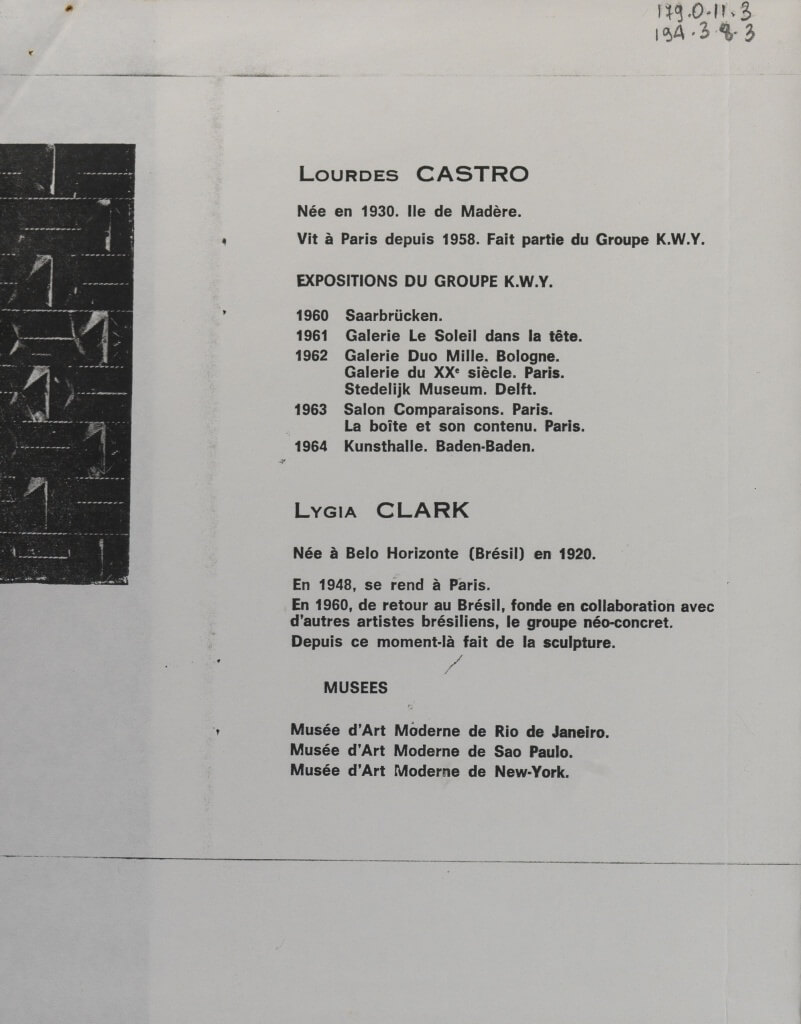 179.0-11.3
194.3 8.3
LOURDES CASTRO
Née en 1930. Ile de Madère.
Vit à Paris depuis 1958. Fait partie du Groupe K.W.Y.
EXPOSITIONS DU GROUPE K.W.Y.
1960 Saarbrücken.
1961 Galerie Le Soleil dans la tête.
1962 Galerie Duo Mille. Bologne.
Galerie du XXe siècle. Paris.
Stedelijk Museum. Delft.
1963 Salon Comparaisons. Paris.
La boîte et son contenu. Paris.
1964 Kunsthalle. Baden-Baden.
LYGIA CLARK
Née à Belo Horizonte (Brésil) en 1920.
En 1948, se rend à Paris.
En 1960, de retour au Brésil, fonde en collaboration avec
d'autres artistes brésiliens, le groupe néo-concret.
Depuis ce moment-là fait de la sculpture.
MUSEES
Musée d'Art Moderne de Rio de Janeiro.
Musée d'Art Moderne de Sao Paulo.
Musée d'Art Moderne de New-York.